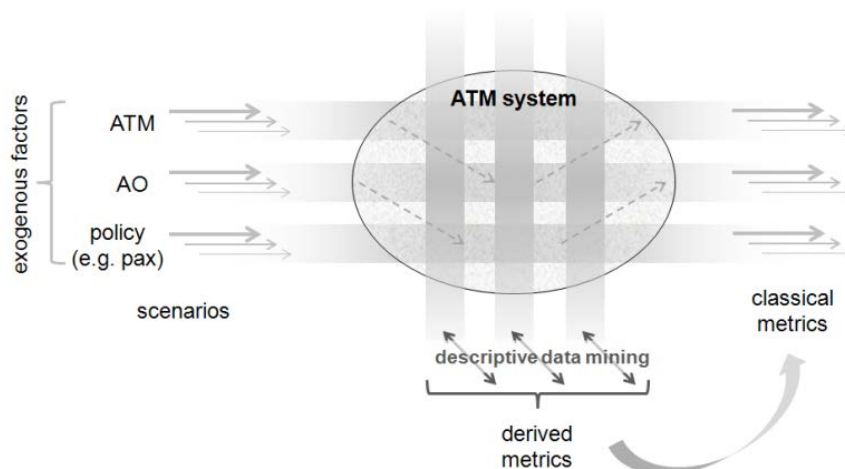 ATM system
exogenous factors
ATM
AO
policy
(e.g. pax)
scenarios
classical
metrics
descriptive data mining
derived
metrics